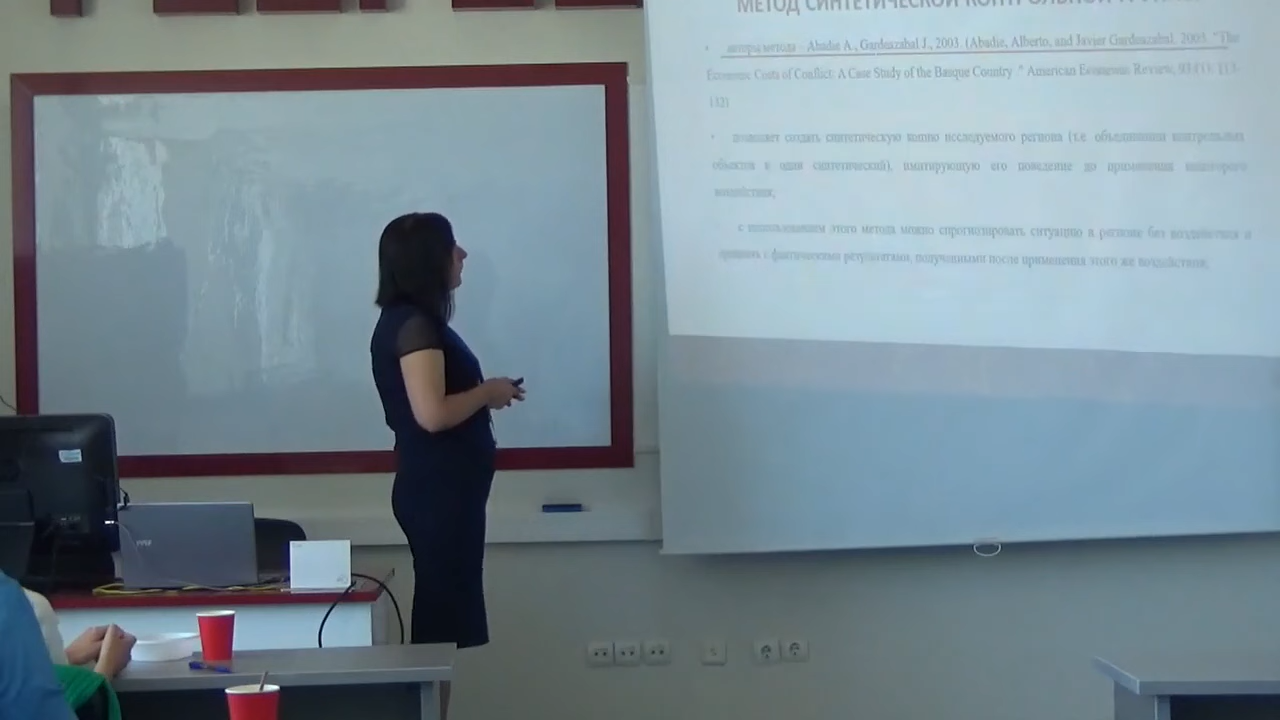 МЕТОД СИНТЕТИЧЕСКОЙ КОНТРОЛЬНОЙ
авторы метода - Abadie A., Gardeazabal J., 2003. (Abadie, Alberto, and Javier Gardeazabal. 2003. "The
Economic Costs of Conflict: A Case Study of the Basque Country." American Economic Review, 93 (1): 113-
132)
позволяет создать синтетическую копию исследуемого региона (т.е. объединения контрольных
объектов в один синтетический), имитирующую его поведение до применения некоторого
воздействия;
с использованием этого метода можно спрогнозировать ситуацию в регионе без воздействия и
сравнить с фактическими результатами, полученными после применения этого же воздействия.